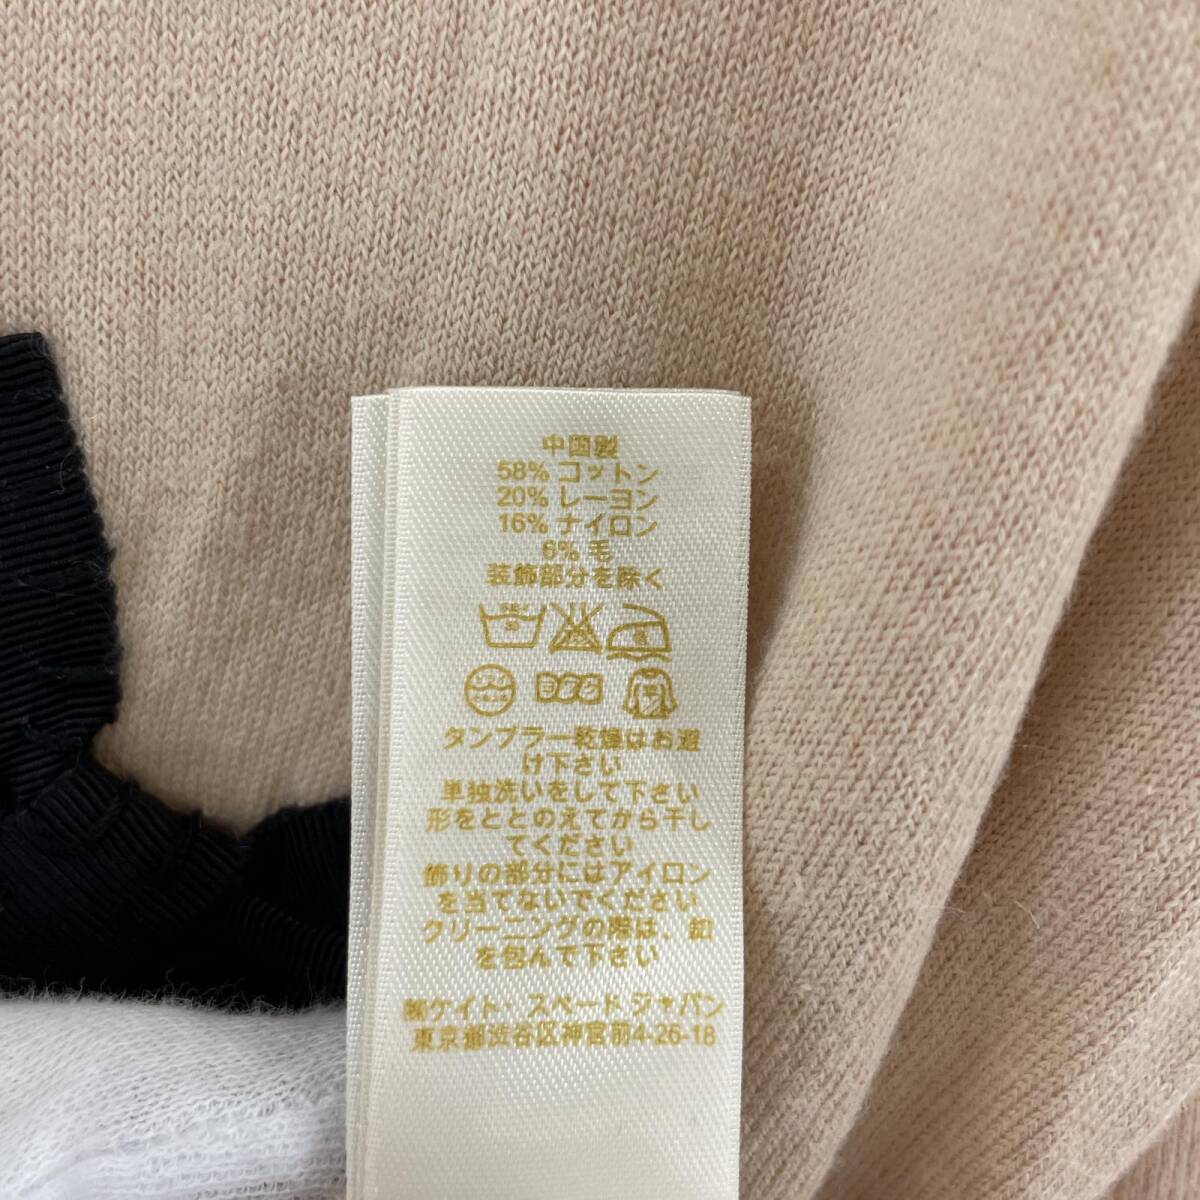 中国製
58% コットン
20% レーヨン
16% ナイロン
6% 毛
装飾部分を除く
タンブラー乾燥はお避
け下さい
単独洗いをして下さい
形をととのえてから干し
てください
飾りの部分にはアイロン
を当てないでください
クリーニングの際は、釦
を包んで下さい
㈱ケイト・スペードジャパン
東京都渋谷区神宮前4-26-18